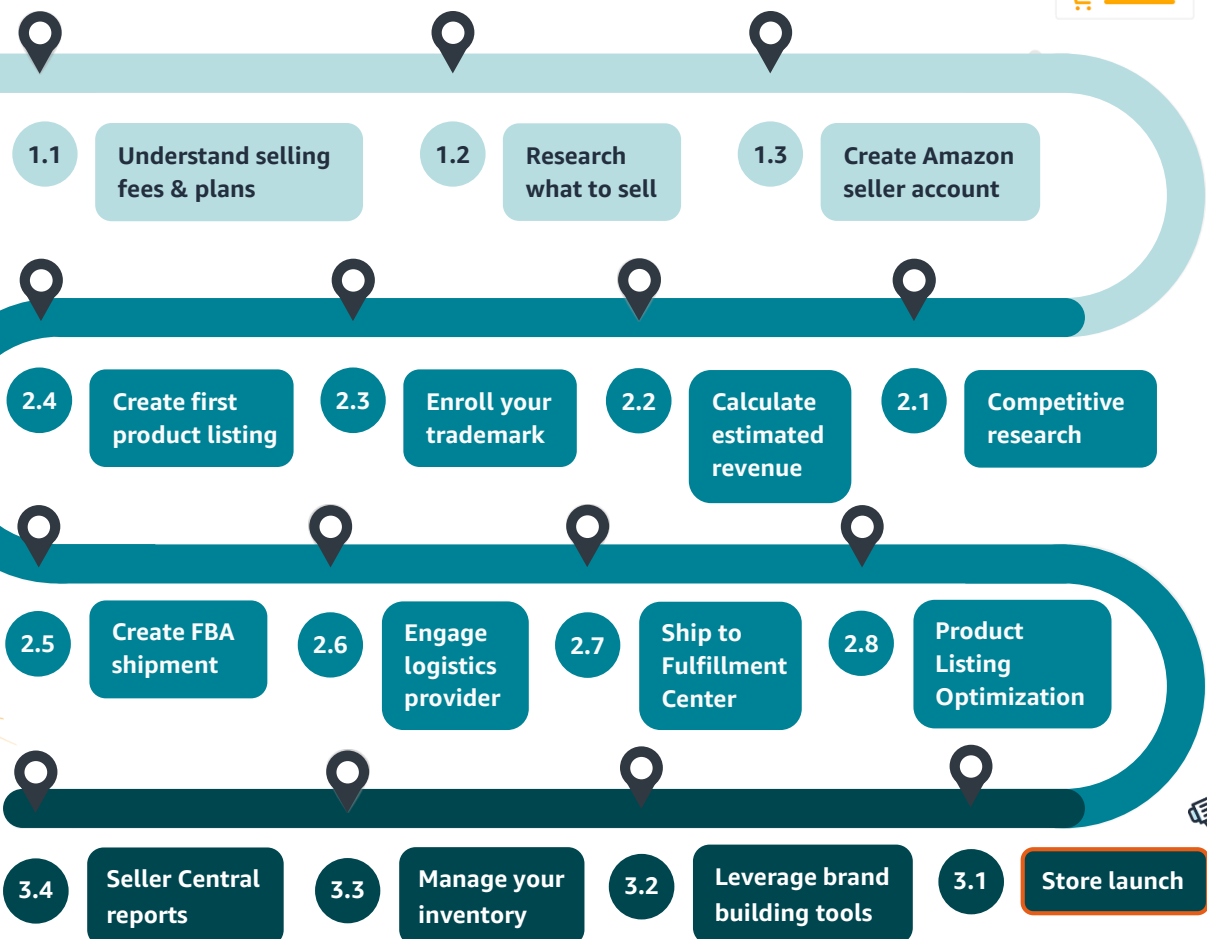 1.1
Understand selling
fees & plans
1.2
Research
what to sell
1.3
Create Amazon
seller account
2.4
Create first
product listing
2.3
Enroll your
trademark
2.2
Calculate
estimated
revenue
2.1
Competitive
research
2.5
Create FBA
shipment
2.6
Engage
logistics
provider
2.7
Ship to
Fulfillment
Center
2.8
Product
Listing
Optimization
3.4
Seller Central
reports
3.3
Manage your
inventory
3.2
Leverage brand
building tools
3.1
Store launch